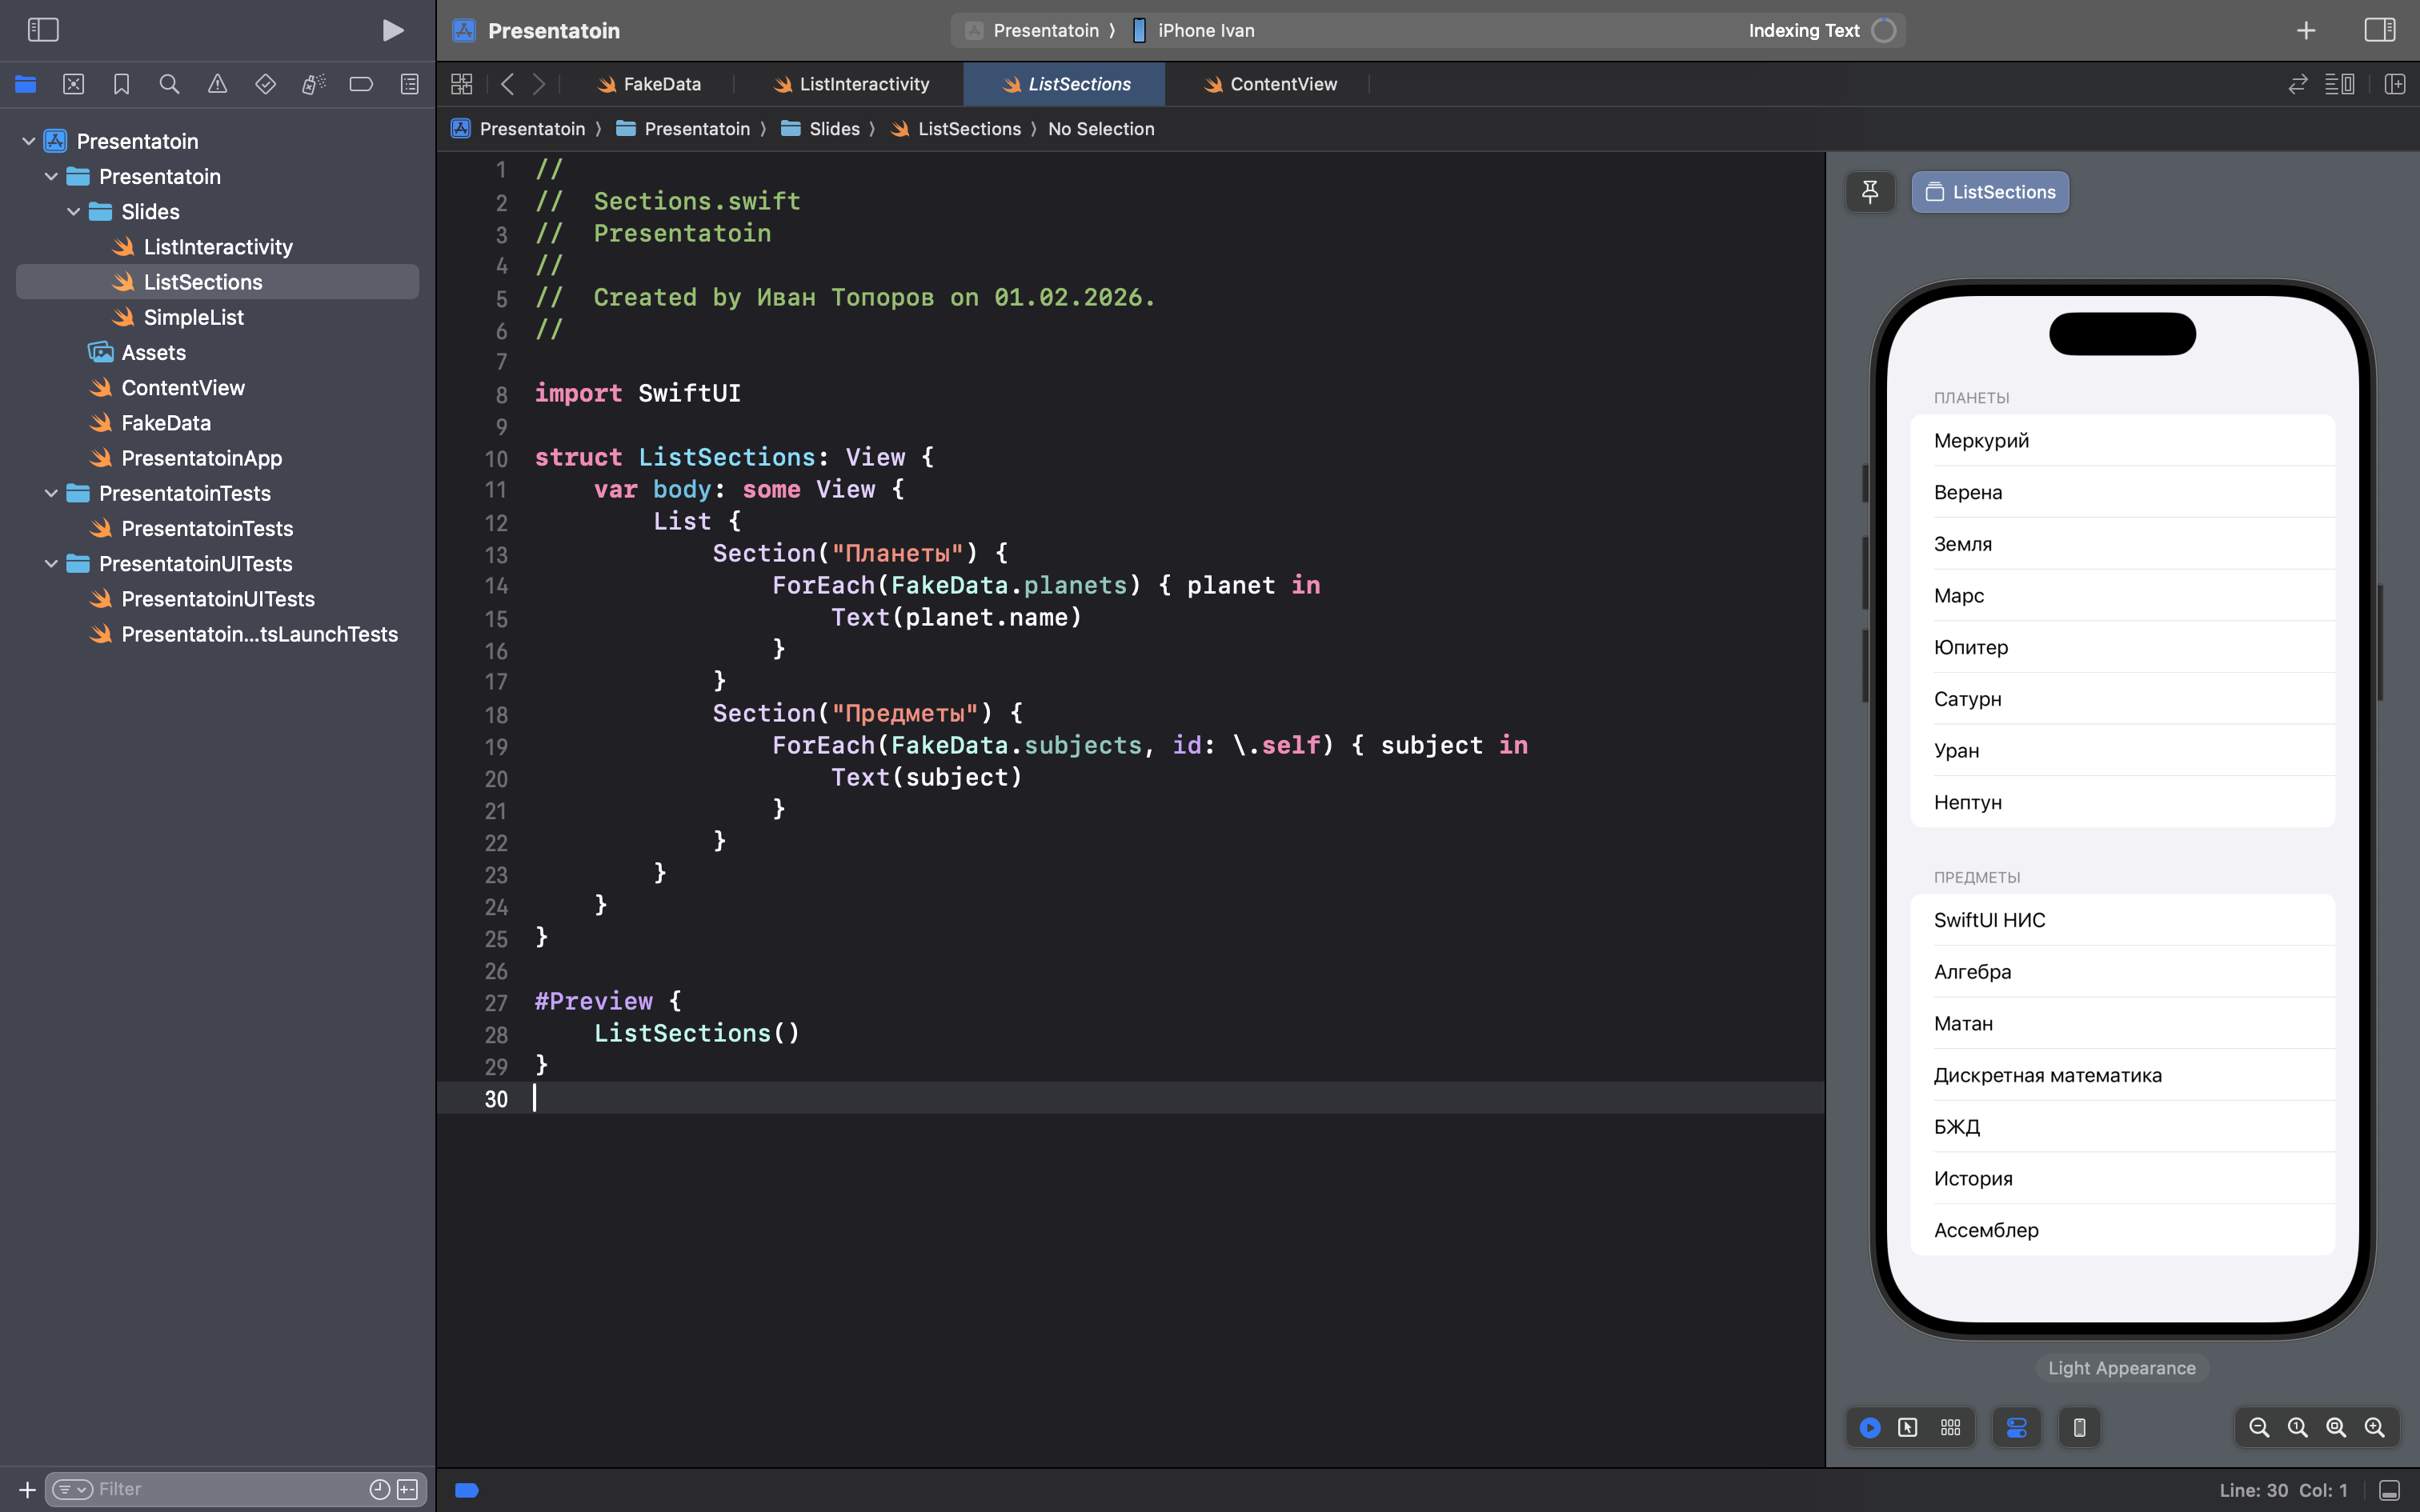 Presentatoin
Presentatoin ⟩ iPhone Ivan
Indexing Text
FakeData
ListInteractivity
ListSections
ContentView
Presentatoin ⟩ Presentatoin ⟩ Slides ⟩ ListSections ⟩ No Selection
Presentatoin
Presentatoin
Slides
ListInteractivity
ListSections
SimpleList
Assets
ContentView
FakeData
PresentatoinApp
PresentatoinTests
PresentatoinTests
PresentatoinUITests
PresentatoinUITests
Presentatoin...tsLaunchTests
Filter
1 //
2 //  Sections.swift
3 //  Presentatoin
4 //
5 //  Created by Иван Топоров on 01.02.2026.
6 //
7
8 import SwiftUI
9
10 struct ListSections: View {
11     var body: some View {
12         List {
13             Section("Планеты") {
14                 ForEach(FakeData.planets) { planet in
15                     Text(planet.name)
16                 }
17             }
18             Section("Предметы") {
19                 ForEach(FakeData.subjects, id: \.self) { subject in
20                     Text(subject)
21                 }
22             }
23         }
24     }
25 }
26
27 #Preview {
28     ListSections()
29 }
30
ListSections
ПЛАНЕТЫ
Меркурий
Верена
Земля
Марс
Юпитер
Сатурн
Уран
Нептун
ПРЕДМЕТЫ
SwiftUI НИС
Алгебра
Матан
Дискретная математика
БЖД
История
Ассемблер
Light Appearance
Line: 30 Col: 1